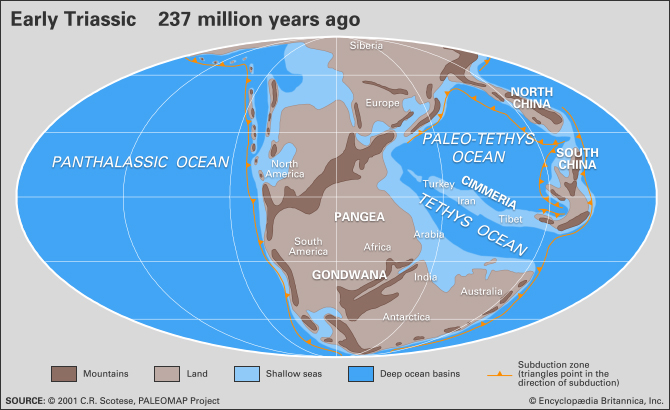 Early Triassic 237 million years ago
Siberia
NORTH
CHINA
Europe
PALEO-TETHYS
OCEAN
PANTHALASSIC OCEAN
SOUTH
CHINA
North
America
Turkey
CIMMERIA
Iran
Tibet
TETHYS OCEAN
PANGEA
Arabia
South
America
Africa
GONDWANA
India
Australia
Antarctica
Mountains
Land
Shallow seas
Deep ocean basins
Subduction zone
(triangles point in the
direction of subduction)
SOURCE: © 2001 C.R. Scotese, PALEOMAP Project
© Encyclopædia Britannica, Inc.